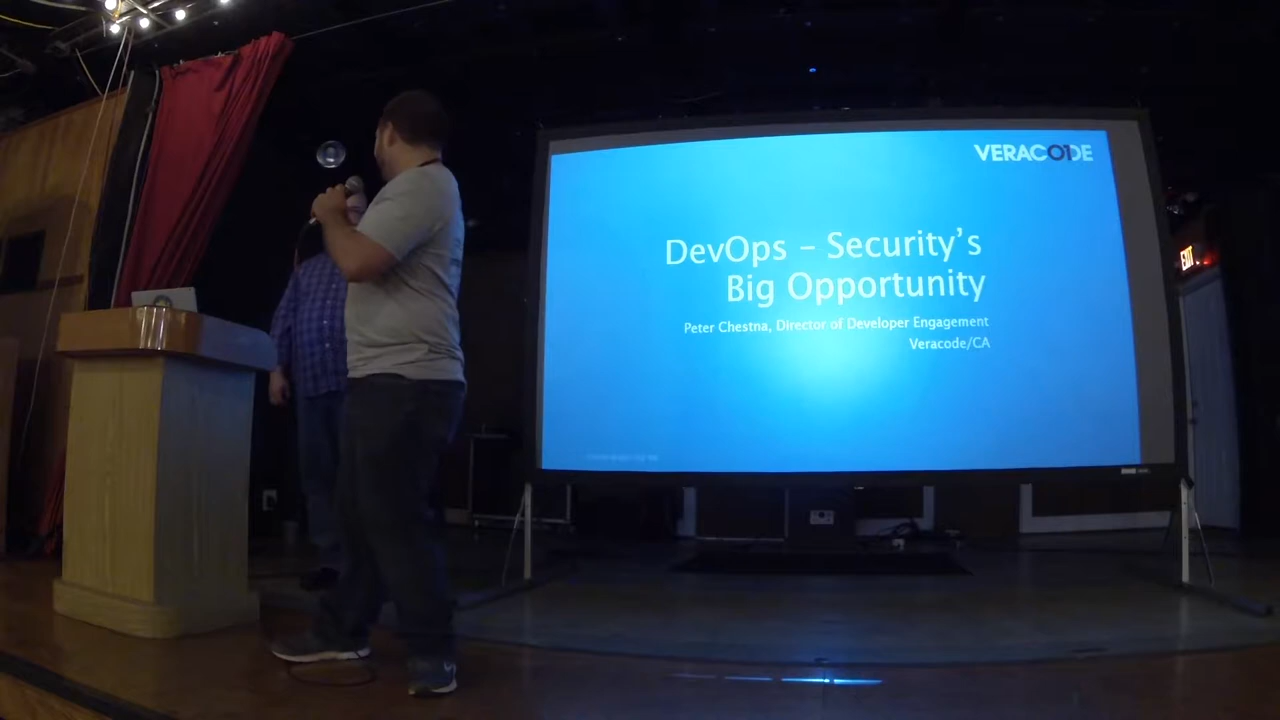 VERACODE
DevOps – Security's
Big Opportunity
Peter Chestna, Director of Developer Engagement
Veracode/CA
EXIT